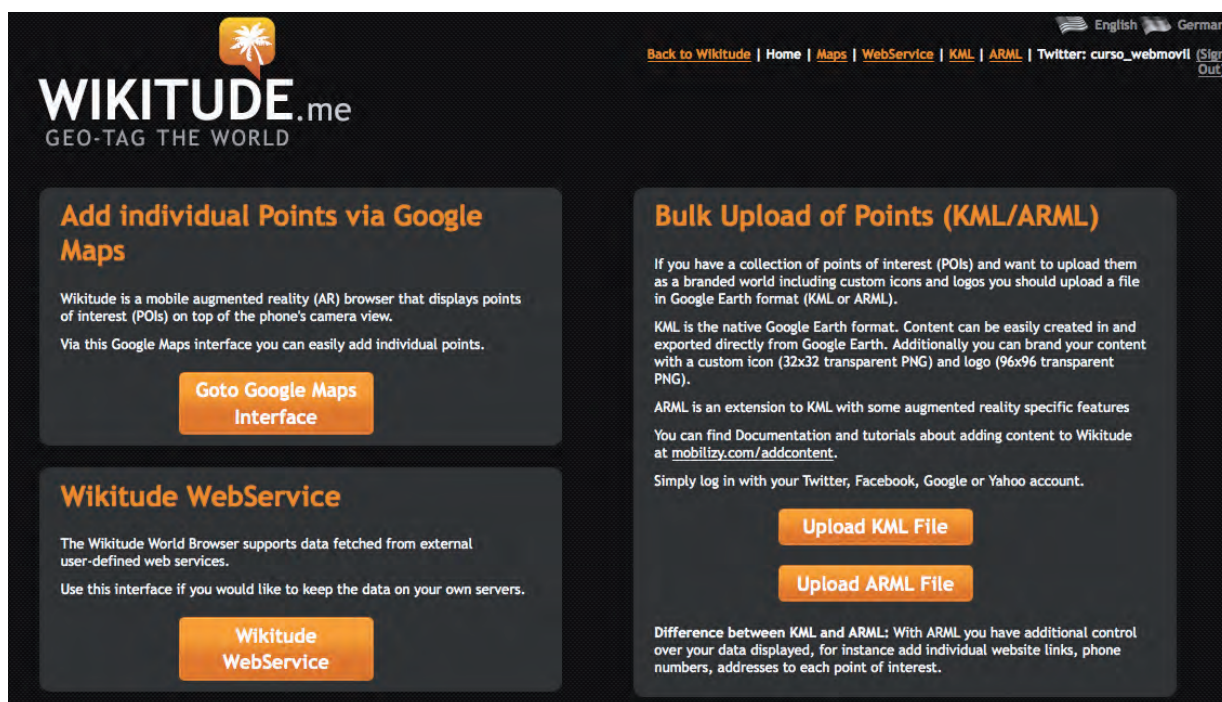 English German
Back to Wikitude | Home | Maps | WebService | KML | ARML | Twitter: curso_webmovil (Sign
Out)
WIKITUDE.me
GEO-TAG THE WORLD
Add individual Points via Google
Maps
Wikitude is a mobile augmented reality (AR) browser that displays points
of interest (POIs) on top of the phone's camera view.
Via this Google Maps interface you can easily add individual points.
Goto Google Maps
Interface
Wikitude WebService
The Wikitude World Browser supports data fetched from external
user-defined web services.
Use this interface if you would like to keep the data on your own servers.
Wikitude
WebService
Bulk Upload of Points (KML/ARML)
If you have a collection of points of interest (POIs) and want to upload them
as a branded world including custom icons and logos you should upload a file
in Google Earth format (KML or ARML).
KML is the native Google Earth format. Content can be easily created in and
exported directly from Google Earth. Additionally you can brand your content
with a custom icon (32x32 transparent PNG) and logo (96x96 transparent
PNG).
ARML is an extension to KML with some augmented reality specific features
You can find Documentation and tutorials about adding content to Wikitude
at mobilizy.com/addcontent.
Simply log in with your Twitter, Facebook, Google or Yahoo account.
Upload KML File
Upload ARML File
Difference between KML and ARML: With ARML you have additional control
over your data displayed, for instance add individual website links, phone
numbers, addresses to each point of interest.